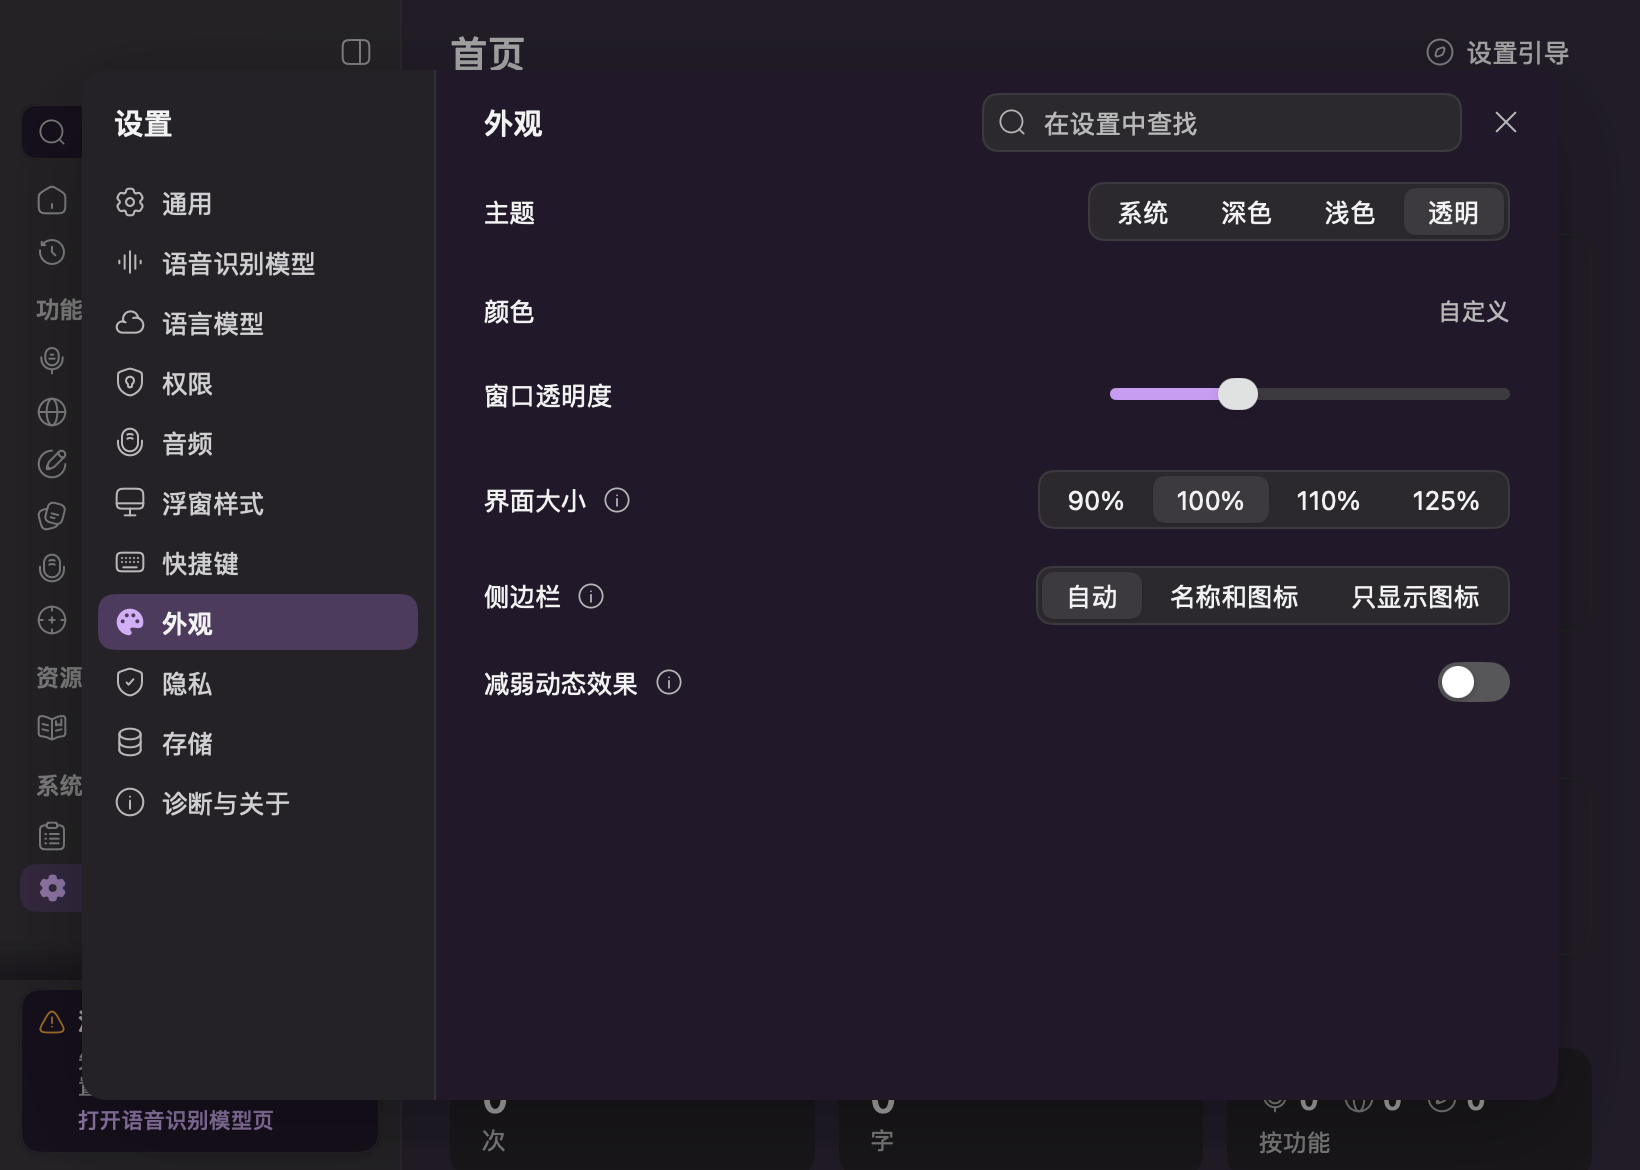 首页
设置引导
设置
外观
在设置中查找
通用
语音识别模型
语言模型
权限
音频
浮窗样式
快捷键
外观
隐私
存储
诊断与关于
主题
系统
深色
浅色
透明
颜色
自定义
窗口透明度
界面大小
90%
100%
110%
125%
侧边栏
自动
名称和图标
只显示图标
减弱动态效果
功能
资源
系统
打开语音识别模型页
0
次
0
字
0
0
0
按功能